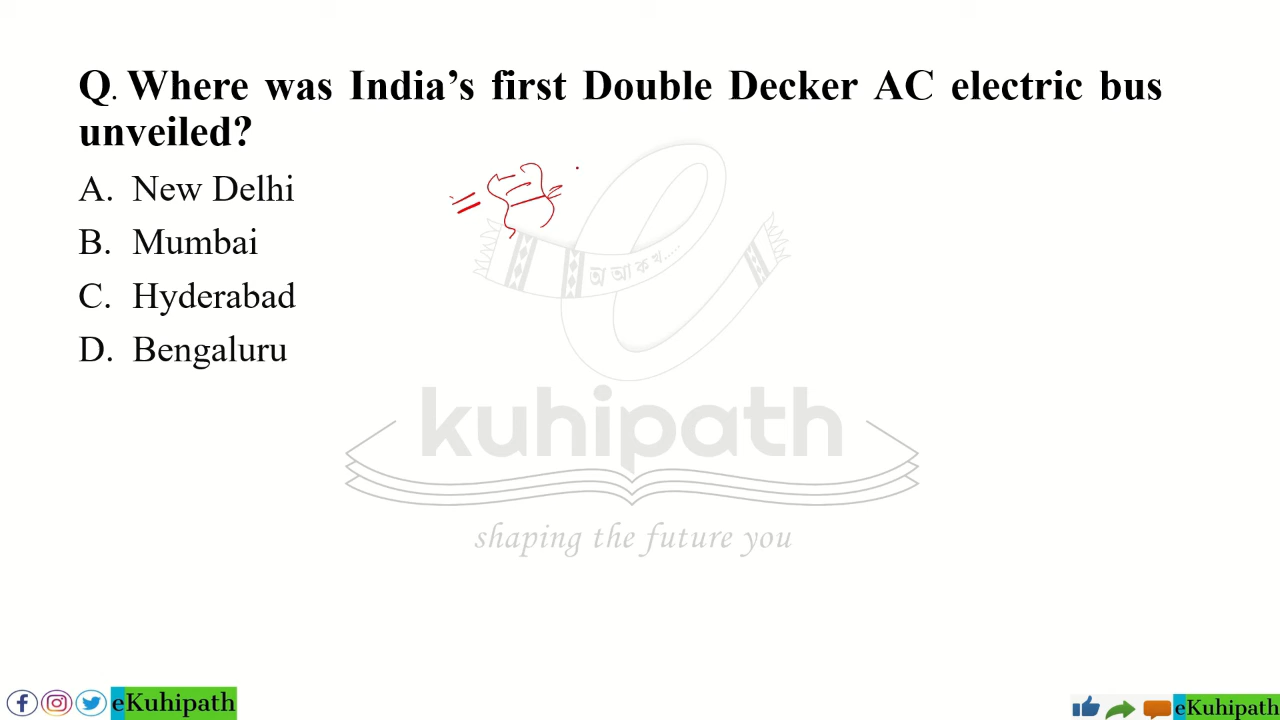 Q. Where was India’s first Double Decker AC electric bus
unveiled?
A. New Delhi
B. Mumbai
C. Hyderabad
D. Bengaluru
অ আ ক খ.....
kuhipath
shaping the future you
eKuhipath
eKuhipath